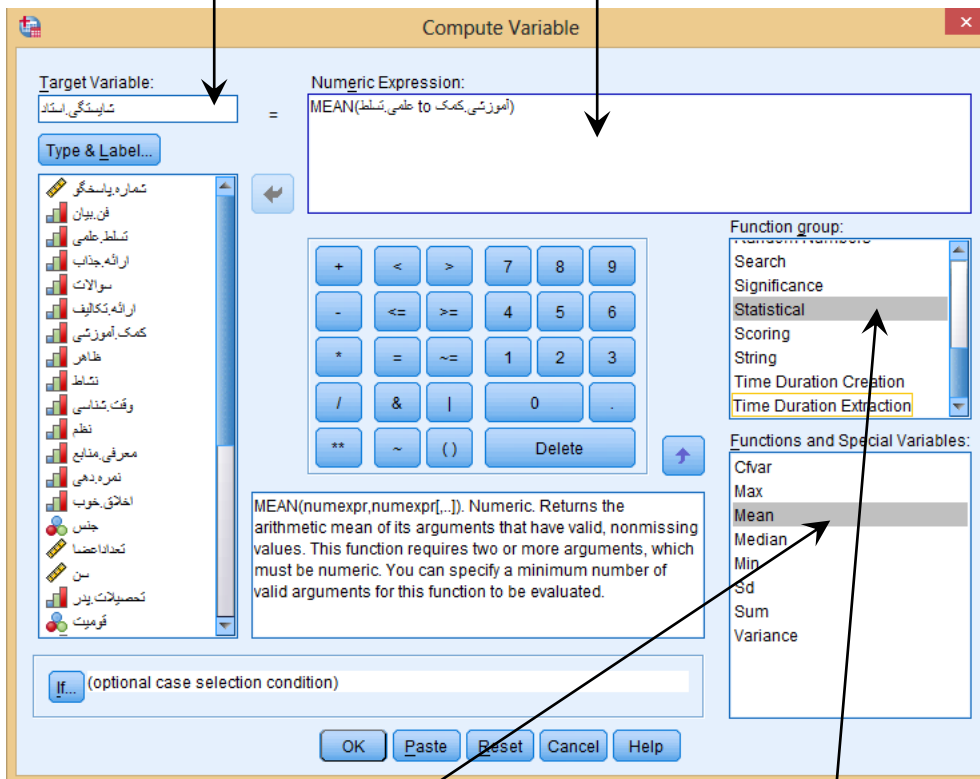 Compute Variable
Target Variable:
شایستگی.استاد
=
Numeric Expression:
MEAN(علمی.تسلط to آموزشی.کمک)
Type & Label...
شماره.پاسخگو
فن.بیان
تسلط.علمی
ارائه.جذاب
سوالات
ارائه.تکالیف
کمک.آموزشی
ظاهر
نشاط
وقت.شناسی
نظم
معرفی.منابع
نمره.دهی
اخلاق.خوب
جنس
تعداداعضا
سن
تحصیلات.پدر
قومیت
+ < > 7 8 9
- <= >= 4 5 6
* = ~= 1 2 3
/ & | 0 .
** ~ ( ) Delete
MEAN(numexpr,numexpr[,..]). Numeric. Returns the
arithmetic mean of its arguments that have valid, nonmissing
values. This function requires two or more arguments, which
must be numeric. You can specify a minimum number of
valid arguments for this function to be evaluated.
Function group:
Random Numbers
Search
Significance
Statistical
Scoring
String
Time Duration Creation
Time Duration Extraction
Functions and Special Variables:
Cfvar
Max
Mean
Median
Min
Sd
Sum
Variance
If... (optional case selection condition)
OK Paste Reset Cancel Help